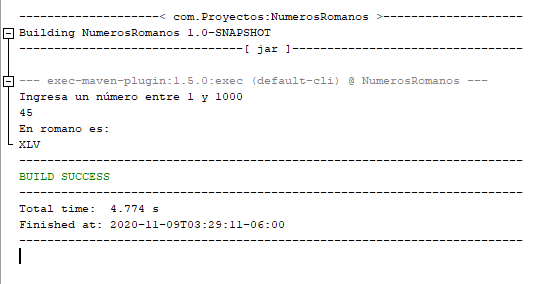 --------------------< com.Proyectos:NumerosRomanos >--------------------
Building NumerosRomanos 1.0-SNAPSHOT
--------------------------------[ jar ]---------------------------------
--- exec-maven-plugin:1.5.0:exec (default-cli) @ NumerosRomanos ---
Ingresa un número entre 1 y 1000
45
En romano es:
XLV
------------------------------------------------------------------------
BUILD SUCCESS
------------------------------------------------------------------------
Total time:  4.774 s
Finished at: 2020-11-09T03:29:11-06:00
------------------------------------------------------------------------